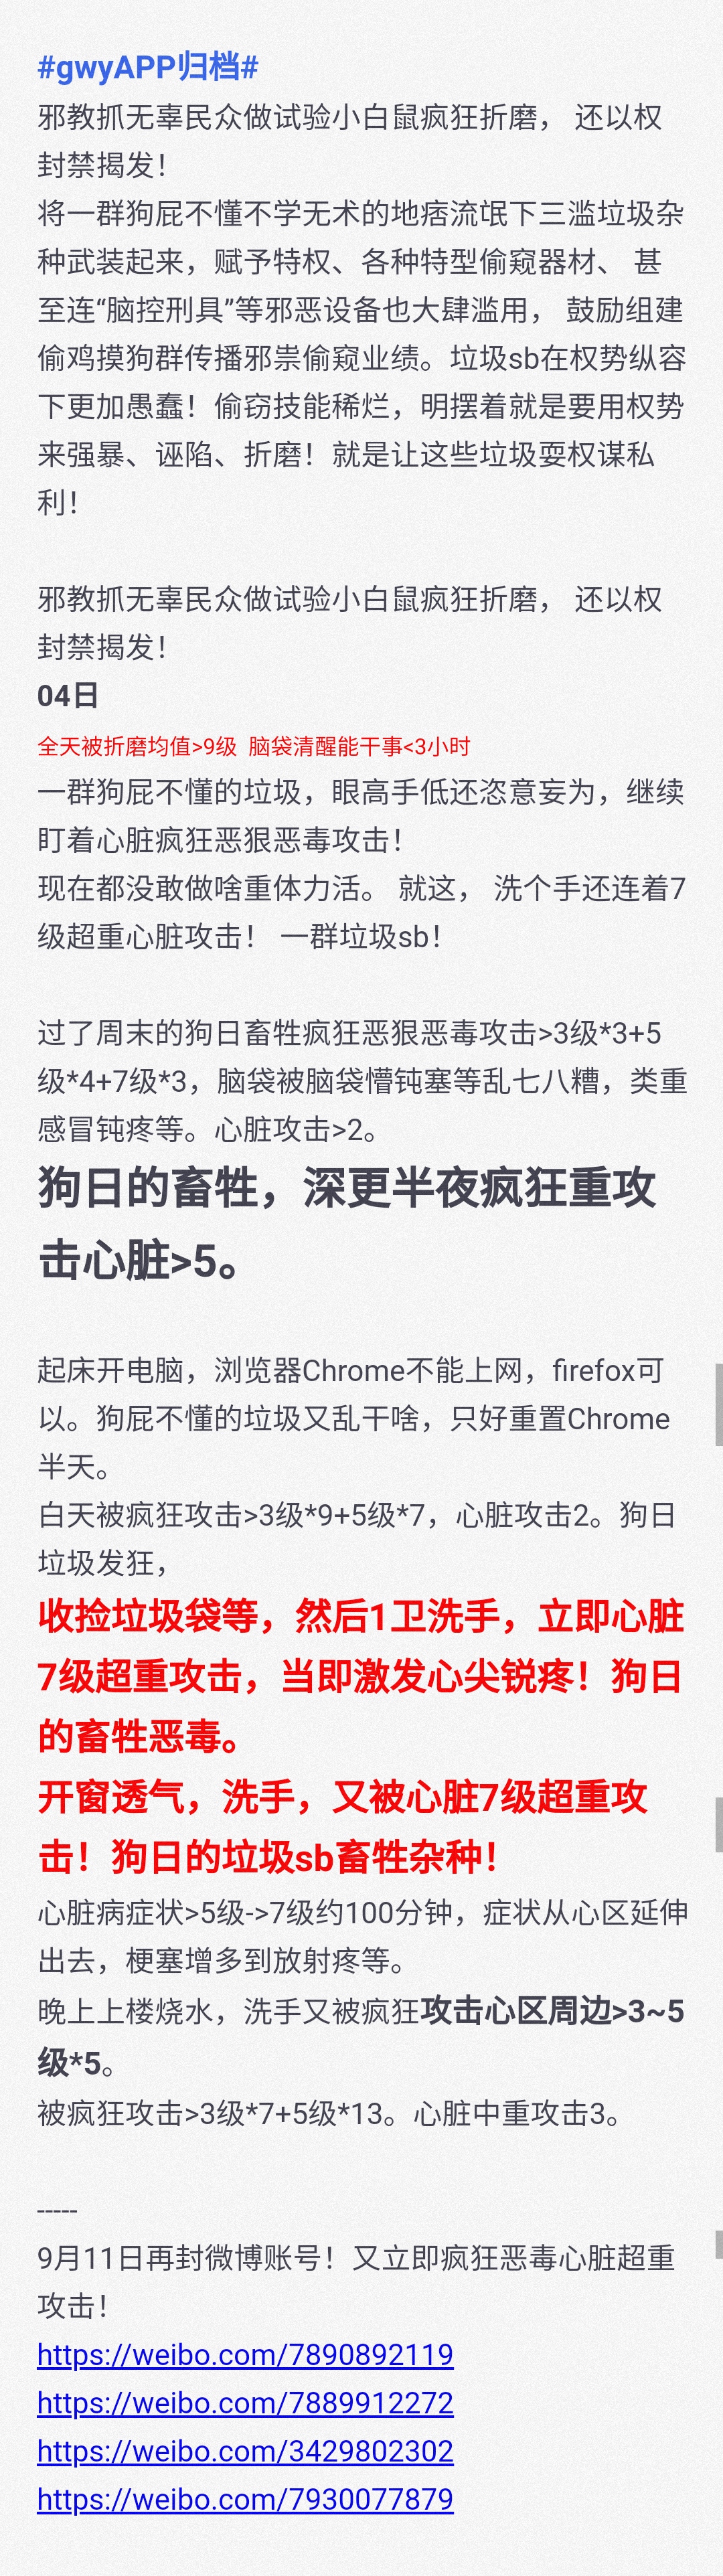 #gwyAPP归档#
邪教抓无辜民众做试验小白鼠疯狂折磨， 还以权
封禁揭发！
将一群狗屁不懂不学无术的地痞流氓下三滥垃圾杂
种武装起来，赋予特权、各种特型偷窥器材、 甚
至连“脑控刑具”等邪恶设备也大肆滥用， 鼓励组建
偷鸡摸狗群传播邪祟偷窥业绩。垃圾sb在权势纵容
下更加愚蠢！偷窃技能稀烂，明摆着就是要用权势
来强暴、诬陷、折磨！就是让这些垃圾耍权谋私
利！
邪教抓无辜民众做试验小白鼠疯狂折磨， 还以权
封禁揭发！
04日
全天被折磨均值>9级 脑袋清醒能干事<3小时
一群狗屁不懂的垃圾，眼高手低还恣意妄为，继续
盯着心脏疯狂恶狠恶毒攻击！
现在都没敢做啥重体力活。 就这， 洗个手还连着7
级超重心脏攻击！ 一群垃圾sb！
过了周末的狗日畜牲疯狂恶狠恶毒攻击>3级*3+5
级*4+7级*3，脑袋被脑袋懵钝塞等乱七八糟，类重
感冒钝疼等。心脏攻击>2。
狗日的畜牲，深更半夜疯狂重攻
击心脏>5。
起床开电脑，浏览器Chrome不能上网，firefox可
以。狗屁不懂的垃圾又乱干啥，只好重置Chrome
半天。
白天被疯狂攻击>3级*9+5级*7，心脏攻击2。狗日
垃圾发狂，
收捡垃圾袋等，然后1卫洗手，立即心脏
7级超重攻击，当即激发心尖锐疼！狗日
的畜牲恶毒。
开窗透气，洗手，又被心脏7级超重攻
击！狗日的垃圾sb畜牲杂种！
心脏病症状>5级->7级约100分钟，症状从心区延伸
出去，梗塞增多到放射疼等。
晚上上楼烧水，洗手又被疯狂攻击心区周边>3~5
级*5。
被疯狂攻击>3级*7+5级*13。心脏中重攻击3。
-----
9月11日再封微博账号！又立即疯狂恶毒心脏超重
攻击！
https://weibo.com/7890892119
https://weibo.com/7889912272
https://weibo.com/3429802302
https://weibo.com/7930077879